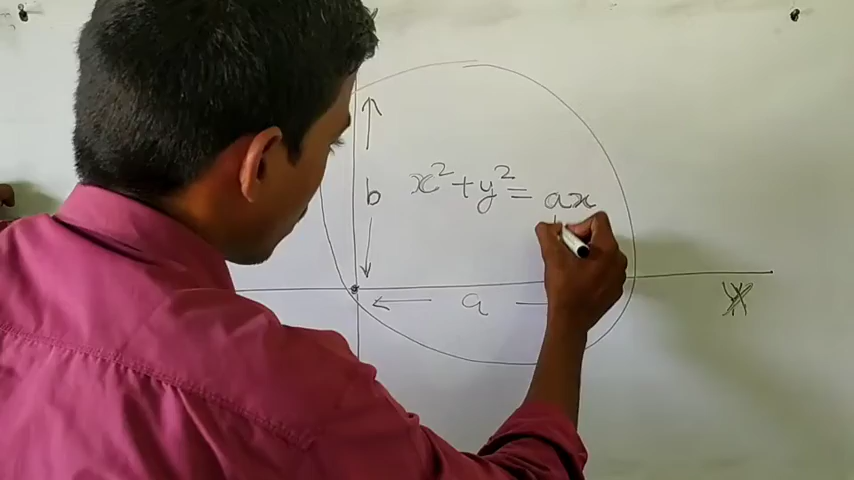 b x² + y² = ax
a X